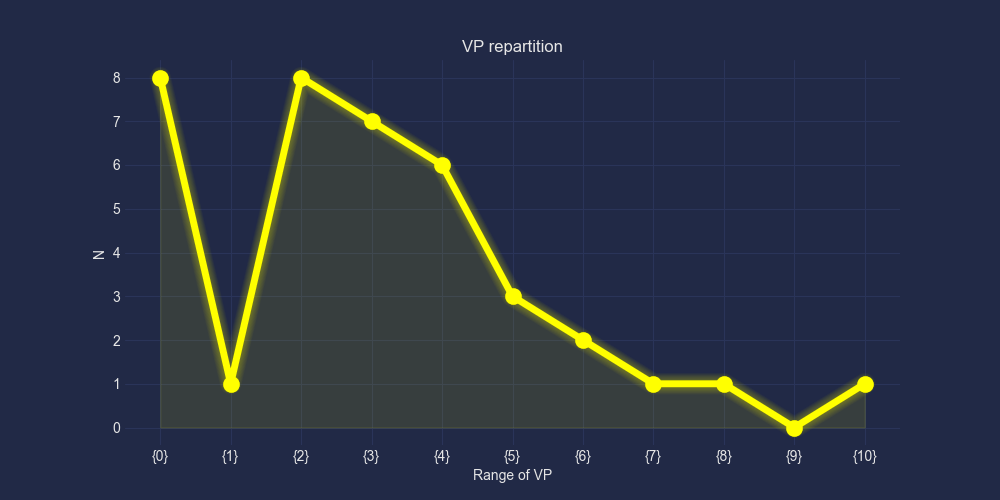 VP repartition
8
7
6
5
4
3
2
1
0
N
{0} {1} {2} {3} {4} {5} {6} {7} {8} {9} {10}
Range of VP